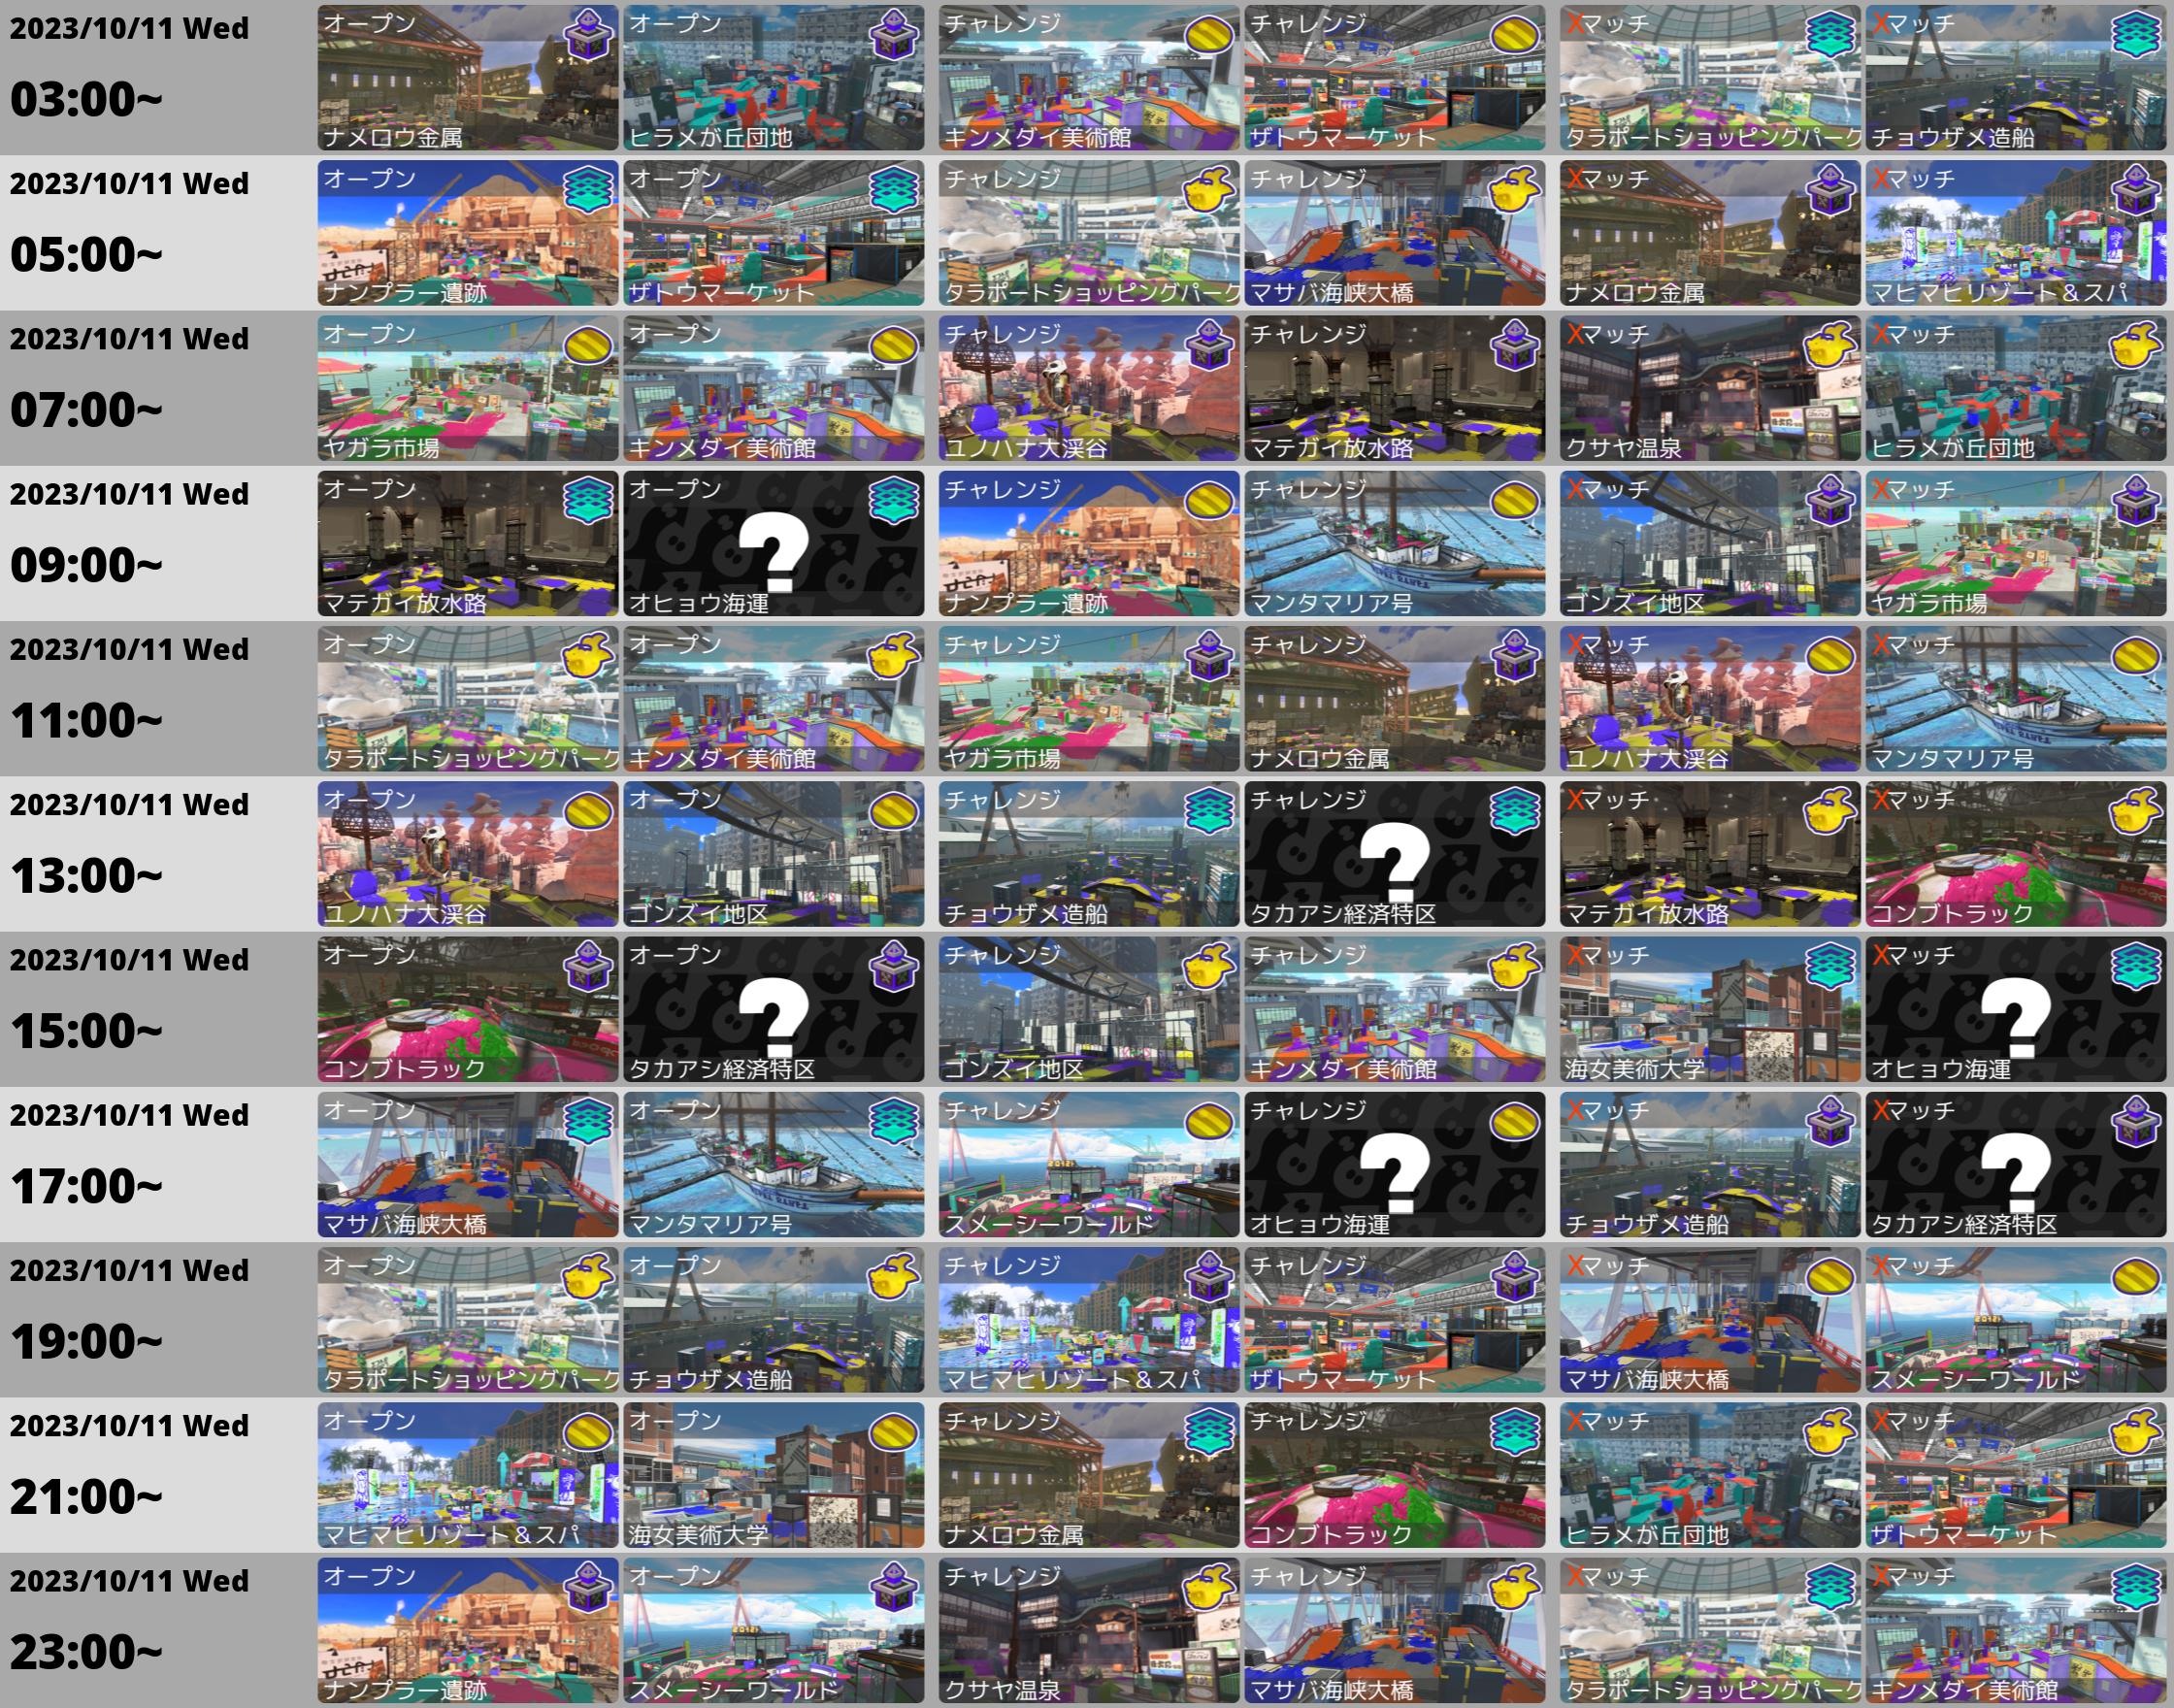 2023/10/11 Wed
03:00~
オープン
ナメロウ金属
オープン
ヒラメが丘団地
チャレンジ
キンメダイ美術館
チャレンジ
ザトウマーケット
Xマッチ
タラポートショッピングパーク
Xマッチ
チョウザメ造船
2023/10/11 Wed
05:00~
オープン
ナンプラー遺跡
オープン
ザトウマーケット
チャレンジ
タラポートショッピングパーク
チャレンジ
マサバ海峡大橋
Xマッチ
ナメロウ金属
Xマッチ
マヒマヒリゾート&スパ
2023/10/11 Wed
07:00~
オープン
ヤガラ市場
オープン
キンメダイ美術館
チャレンジ
ユノハナ大渓谷
チャレンジ
マテガイ放水路
Xマッチ
クサヤ温泉
Xマッチ
ヒラメが丘団地
2023/10/11 Wed
09:00~
オープン
マテガイ放水路
オープン
?
オヒョウ海運
チャレンジ
ナンプラー遺跡
チャレンジ
マンタマリア号
Xマッチ
ゴンズイ地区
Xマッチ
ヤガラ市場
2023/10/11 Wed
11:00~
オープン
タラポートショッピングパーク
オープン
キンメダイ美術館
チャレンジ
ヤガラ市場
チャレンジ
ナメロウ金属
Xマッチ
ユノハナ大渓谷
Xマッチ
マンタマリア号
2023/10/11 Wed
13:00~
オープン
ユノハナ大渓谷
オープン
ゴンズイ地区
チャレンジ
チョウザメ造船
チャレンジ
?
タカアシ経済特区
Xマッチ
マテガイ放水路
Xマッチ
コンブトラック
2023/10/11 Wed
15:00~
オープン
コンブトラック
オープン
?
タカアシ経済特区
チャレンジ
ゴンズイ地区
チャレンジ
キンメダイ美術館
Xマッチ
海女美術大学
Xマッチ
?
オヒョウ海運
2023/10/11 Wed
17:00~
オープン
マサバ海峡大橋
オープン
マンタマリア号
チャレンジ
スメーシーワールド
チャレンジ
?
オヒョウ海運
Xマッチ
チョウザメ造船
Xマッチ
?
タカアシ経済特区
2023/10/11 Wed
19:00~
オープン
タラポートショッピングパーク
オープン
チョウザメ造船
チャレンジ
マヒマヒリゾート&スパ
チャレンジ
ザトウマーケット
Xマッチ
マサバ海峡大橋
Xマッチ
スメーシーワールド
2023/10/11 Wed
21:00~
オープン
マヒマヒリゾート&スパ
オープン
海女美術大学
チャレンジ
ナメロウ金属
チャレンジ
コンブトラック
Xマッチ
ヒラメが丘団地
Xマッチ
ザトウマーケット
2023/10/11 Wed
23:00~
オープン
ナンプラー遺跡
オープン
スメーシーワールド
チャレンジ
クサヤ温泉
チャレンジ
マサバ海峡大橋
Xマッチ
タラポートショッピングパーク
Xマッチ
キンメダイ美術館